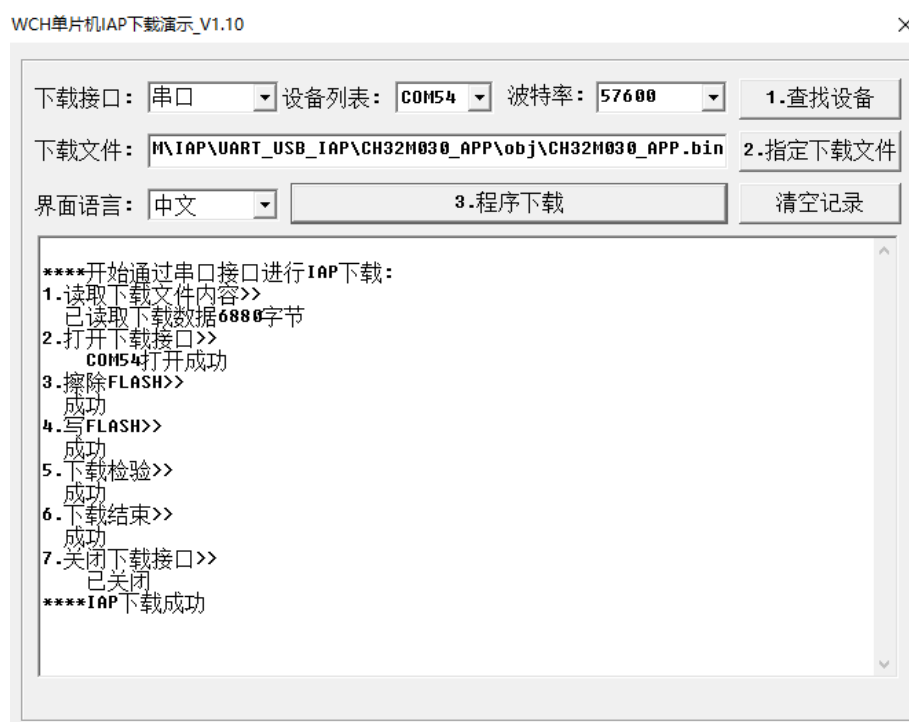 WCH单片机IAP下载演示_V1.10
下载接口: 串口 设备列表: COM54 波特率: 57600 1.查找设备
下载文件: M\IAP\UART_USB_IAP\CH32M030_APP\obj\CH32M030_APP.bin 2.指定下载文件
界面语言: 中文 3.程序下载 清空记录
****开始通过串口接口进行IAP下载:
1.读取下载文件内容>>
已读取下载数据6880字节
2.打开下载接口>>
COM54打开成功
3.擦除FLASH>>
成功
4.写FLASH>>
成功
5.下载检验>>
成功
6.下载结束>>
成功
7.关闭下载接口>>
已关闭
****IAP下载成功